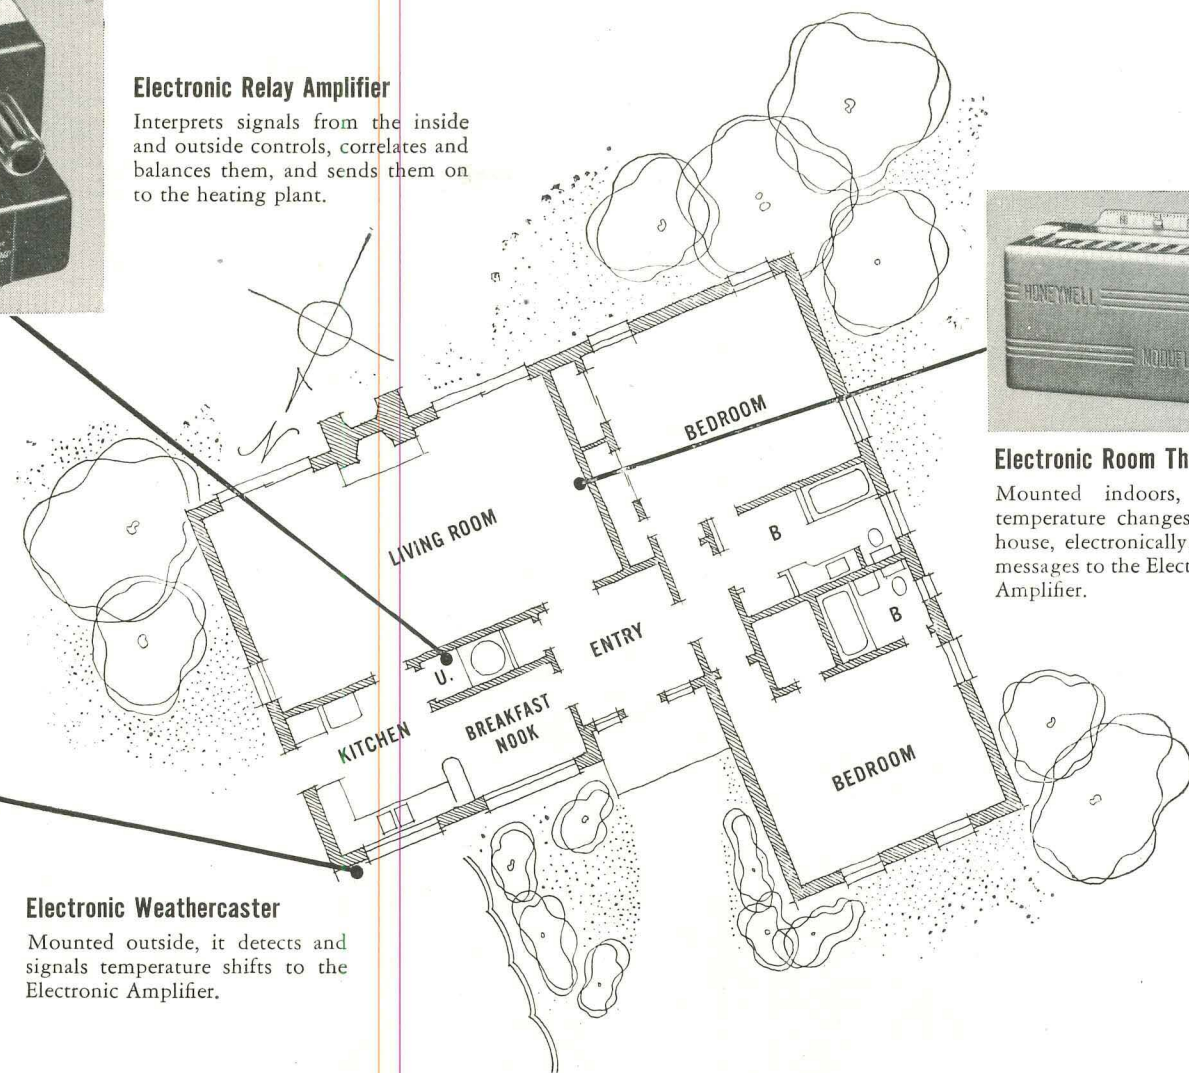 Electronic Relay Amplifier
Interprets signals from the inside
and outside controls, correlates and
balances them, and sends them on
to the heating plant.
N
BEDROOM
HONEYWELL
LIVING ROOM
B
Electronic Room Th
Mounted indoors,
temperature changes
house, electronically
messages to the Elect
Amplifier.
ENTRY
B
U.
KITCHEN
BREAKFAST
NOOK
BEDROOM
Electronic Weathercaster
Mounted outside, it detects and
signals temperature shifts to the
Electronic Amplifier.